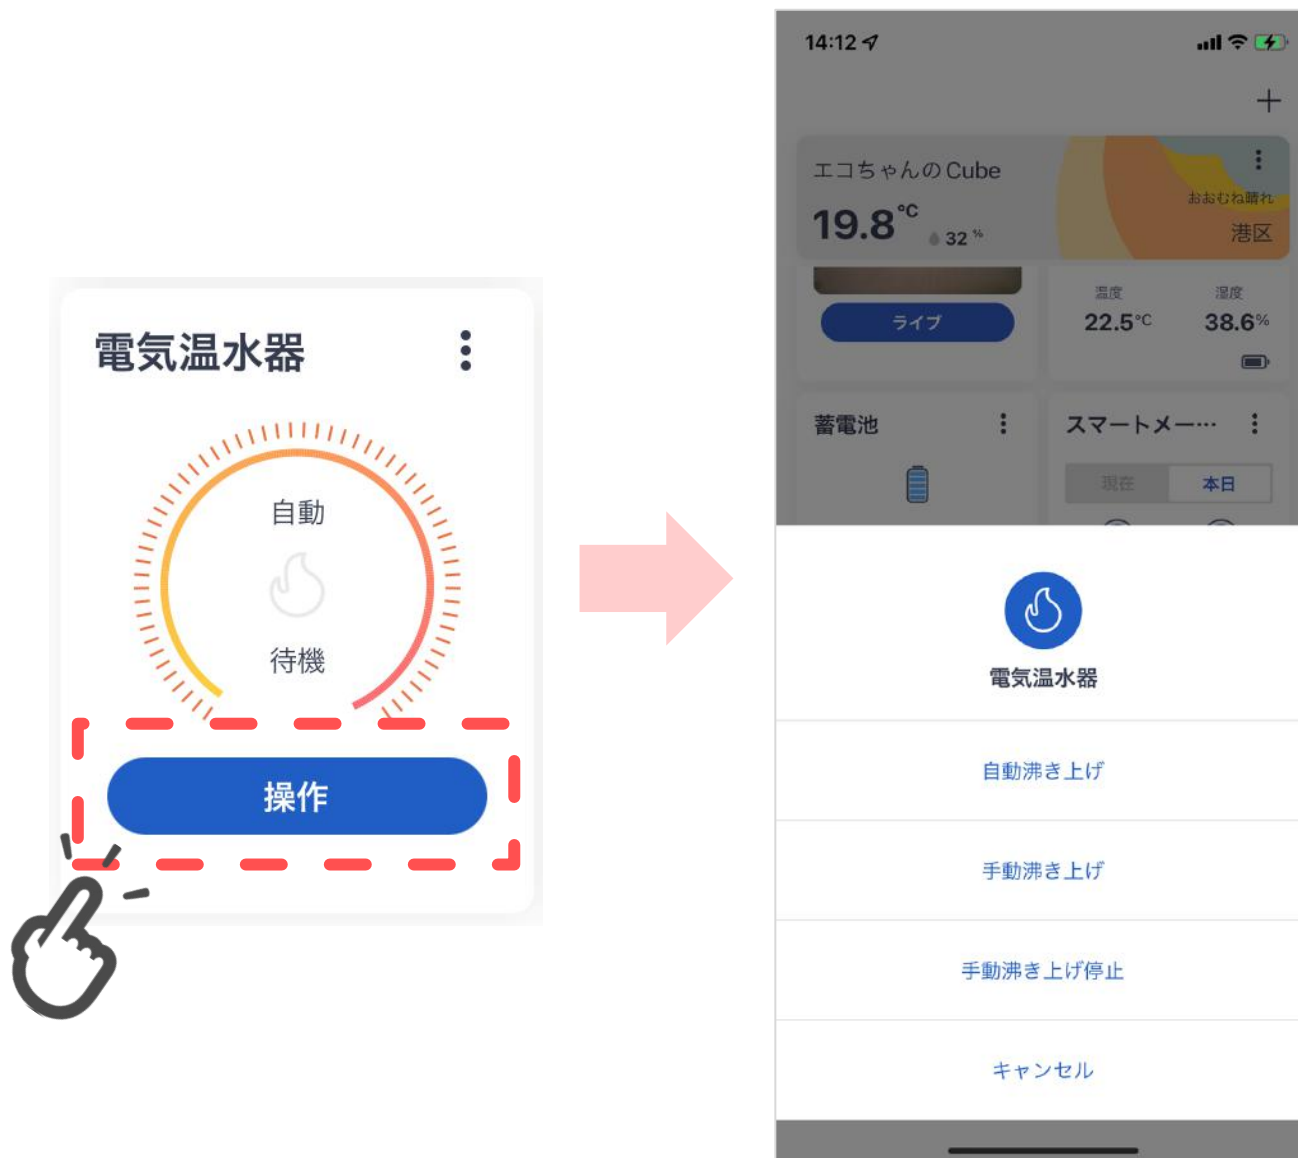 電気温水器
自動
待機
操作
14:12
エコちゃんのCube
19.8℃ 32%
おおむね晴れ
港区
ライブ
温度 湿度
22.5℃ 38.6%
蓄電池
スマートメー…
現在 本日
電気温水器
自動沸き上げ
手動沸き上げ
手動沸き上げ停止
キャンセル